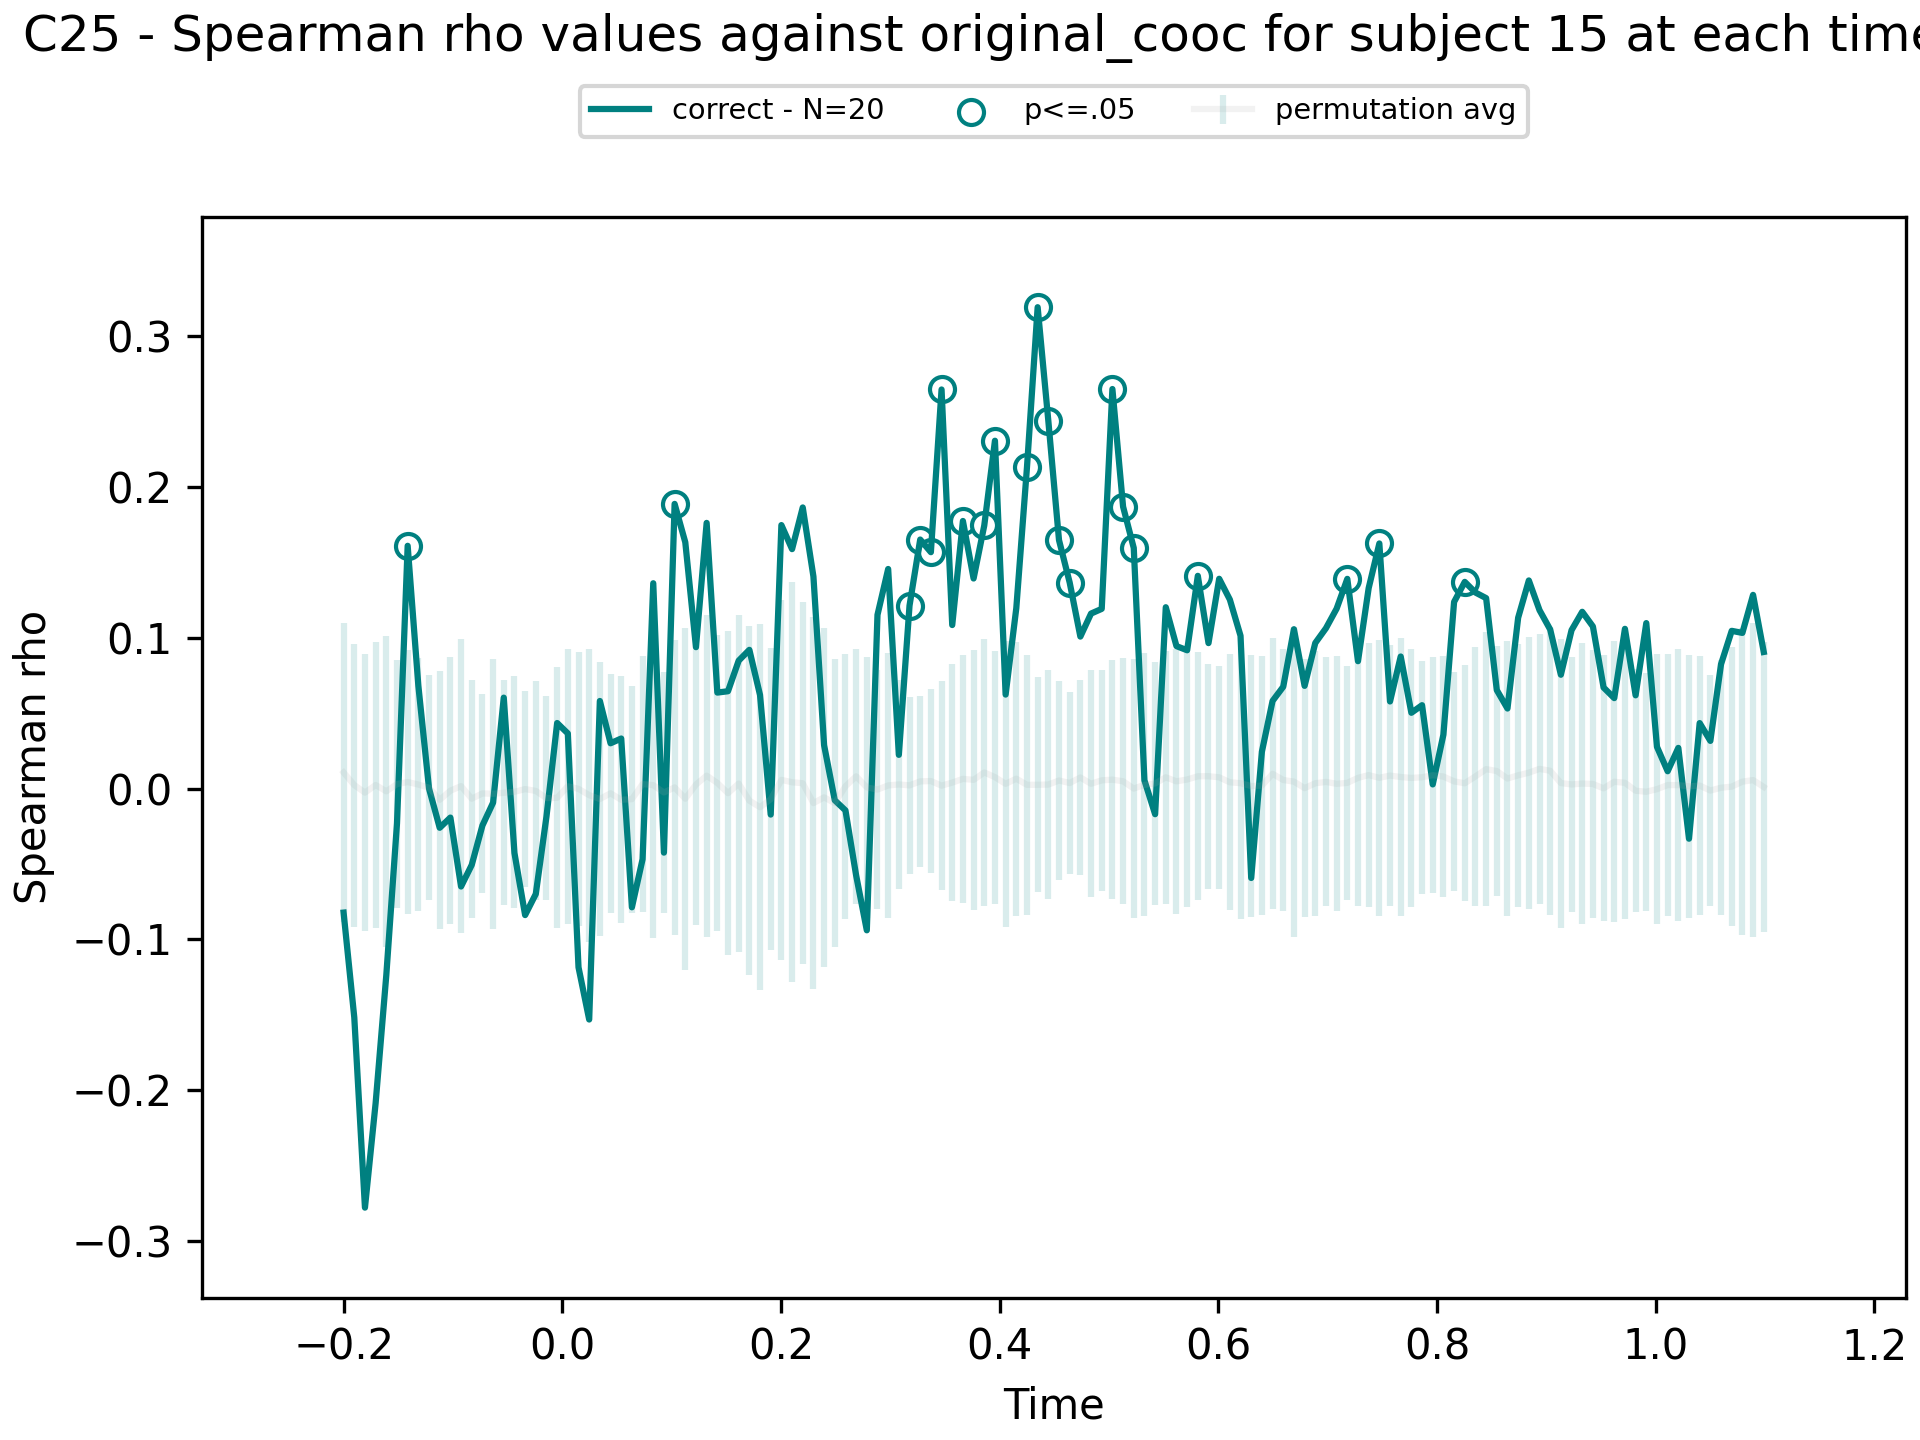 C25 - Spearman rho values against original_cooc for subject 15 at each time
correct - N=20 p<=.05 permutation avg
0.3
0.2
0.1
0.0
−0.1
−0.2
−0.3
Spearman rho
−0.2 0.0 0.2 0.4 0.6 0.8 1.0 1.2
Time